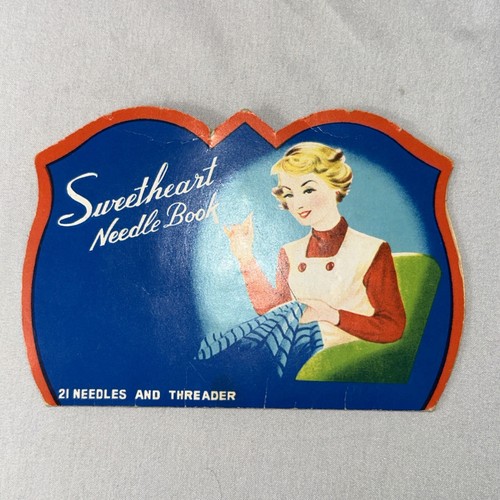 Sweetheart
Needle Book
21 NEEDLES AND THREADER